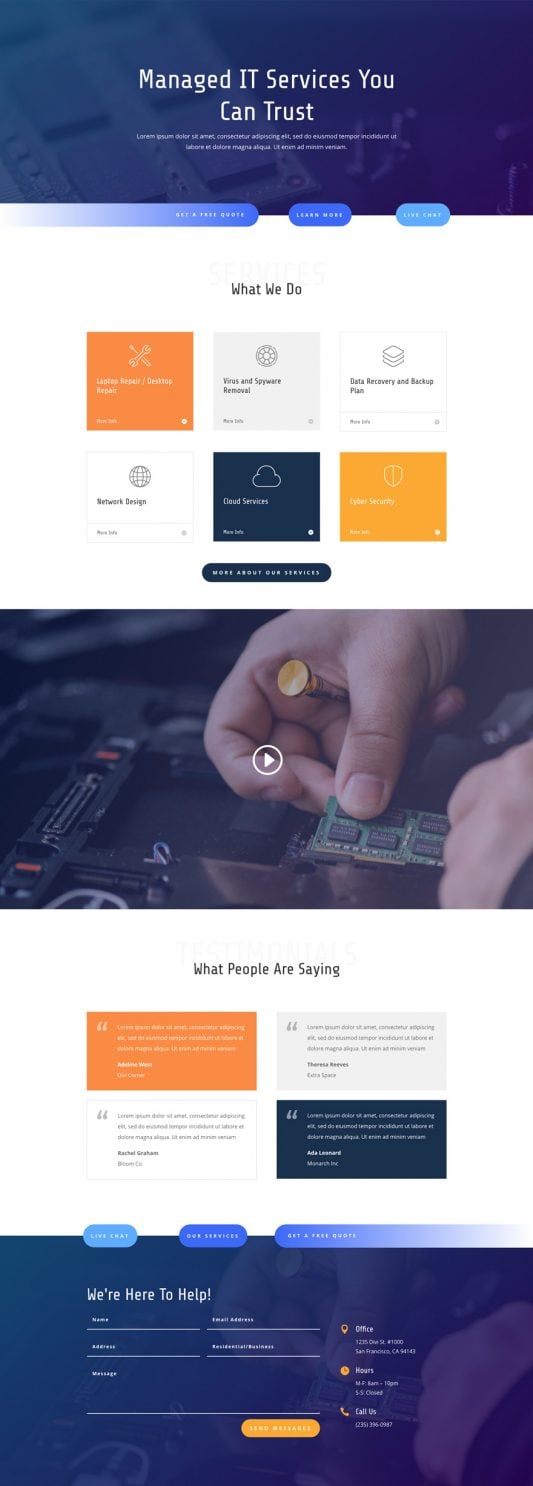 Managed IT Services You
Can Trust
Lorem ipsum dolor sit amet, consectetur adipiscing elit, sed do eiusmod tempor incididunt ut
labore et dolore magna aliqua. Ut enim ad minim veniam.
GET A FREE QUOTE
LEARN MORE
LIVE CHAT
SERVICES
What We Do
Laptop Repair / Desktop
Repair
More Info
Virus and Spyware
Removal
More Info
Data Recovery and Backup
Plan
More Info
Network Design
More Info
Cloud Services
More Info
Cyber Security
More Info
MORE ABOUT OUR SERVICES
TESTIMONIALS
What People Are Saying
Lorem ipsum dolor sit amet, consectetur adipiscing
elit, sed do eiusmod tempor incididunt ut labore et
dolore magna aliqua. Ut enim ad minim veniam
Adeline West
Divi Corner
Lorem ipsum dolor sit amet, consectetur adipiscing
elit, sed do eiusmod tempor incididunt ut labore et
dolore magna aliqua. Ut enim ad minim veniam
Theresa Reeves
Extra Space
Lorem ipsum dolor sit amet, consectetur adipiscing
elit, sed do eiusmod tempor incididunt ut labore et
dolore magna aliqua. Ut enim ad minim veniam
Rachel Graham
Bloom Co.
Lorem ipsum dolor sit amet, consectetur adipiscing
elit, sed do eiusmod tempor incididunt ut labore et
dolore magna aliqua. Ut enim ad minim veniam
Ada Leonard
Monarch Inc
LIVE CHAT
OUR SERVICES
GET A FREE QUOTE
We're Here To Help!
Name
Email Address
Address
Residential/Business
Message
SEND MESSAGES
Office
1235 Divi St. #1000
San Francisco, CA 94143
Hours
M-F: 8am – 10pm
S-S: Closed
Call Us
(235) 396-0987